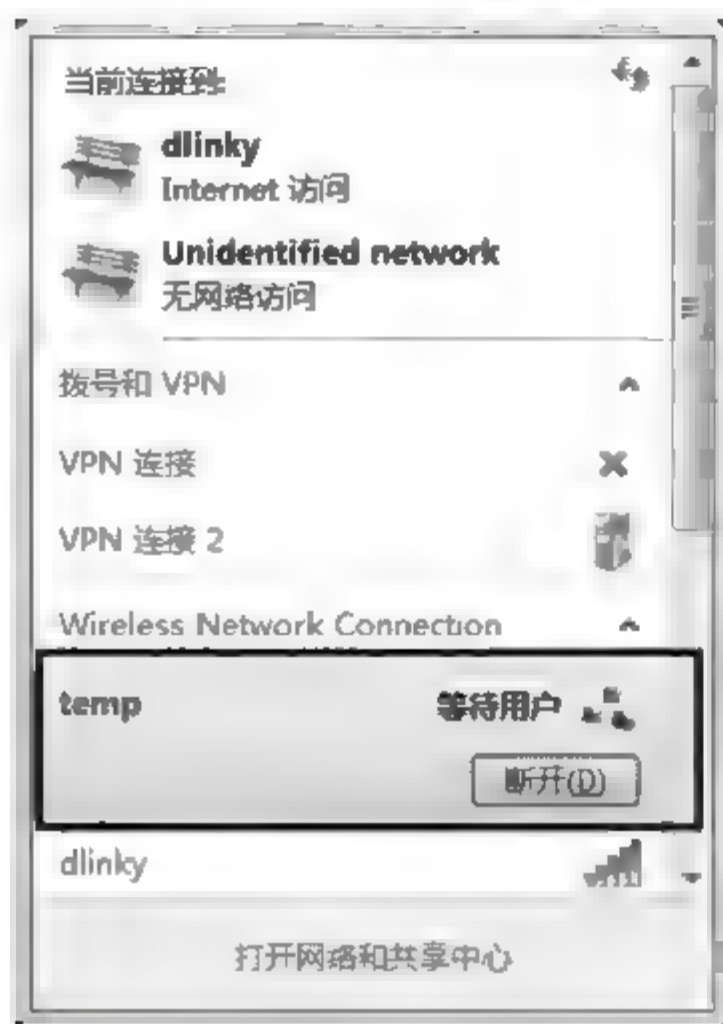 当前连接到:
dlinky
Internet 访问
Unidentified network
无网络访问
拨号和 VPN
VPN 连接
VPN 连接 2
Wireless Network Connection
temp 等待用户
断开(D)
dlinky
打开网络和共享中心